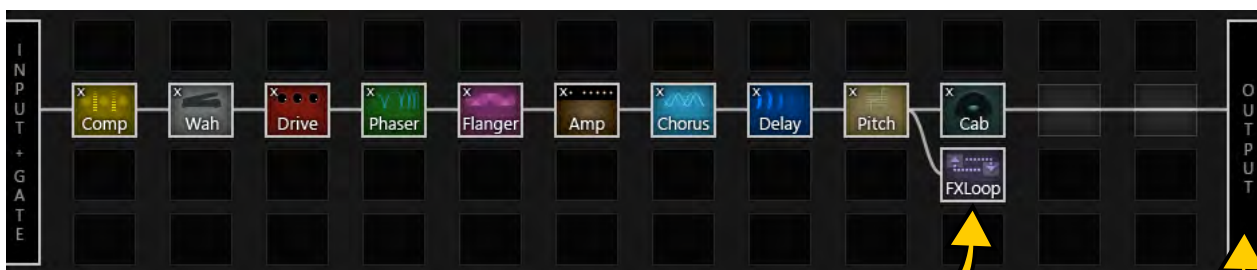 INPUT+GATE
X Comp
X Wah
X Drive
X Phaser
X Flanger
X Amp
X Chorus
X Delay
X Pitch
X Cab
FXLoop
OUTPUT